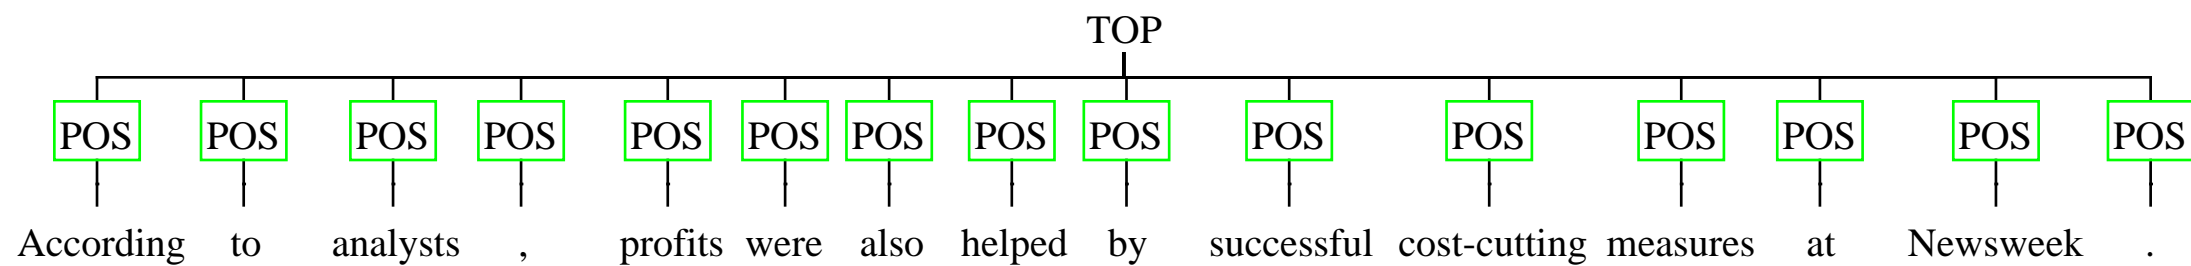 TOP
POS POS POS POS POS POS POS POS POS POS POS POS POS POS POS
According to analysts , profits were also helped by successful cost-cutting measures at Newsweek .